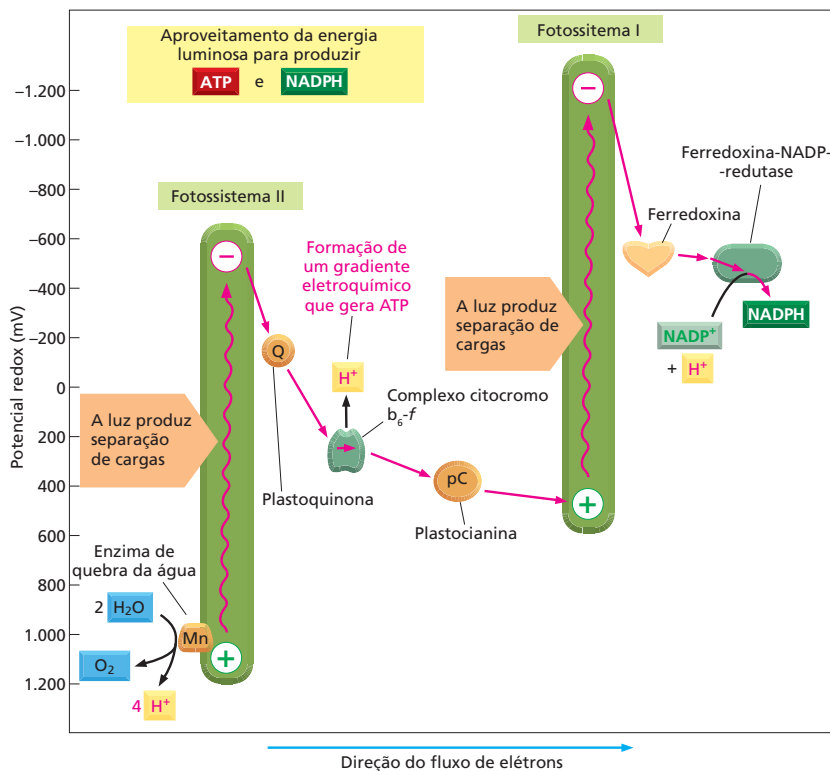 Aproveitamento da energia
luminosa para produzir
ATP e NADPH
Fotossitema I
Potencial redox (mV)
–1.200
–1.000
–800
–600
–400
–200
0
200
400
600
800
1.000
1.200
Fotossistema II
–
Formação de
um gradiente
eletroquímico
que gera ATP
Q
H+
Complexo citocromo
b6-f
A luz produz
separação
de cargas
Plastoquinona
pC
Plastocianina
Enzima de
quebra da água
2 H2O
Mn
+
O2
4 H+
–
A luz produz
separação de
cargas
+
Ferredoxina-NADP-
-redutase
Ferredoxina
NADP+
+ H+
NADPH
Direção do fluxo de elétrons